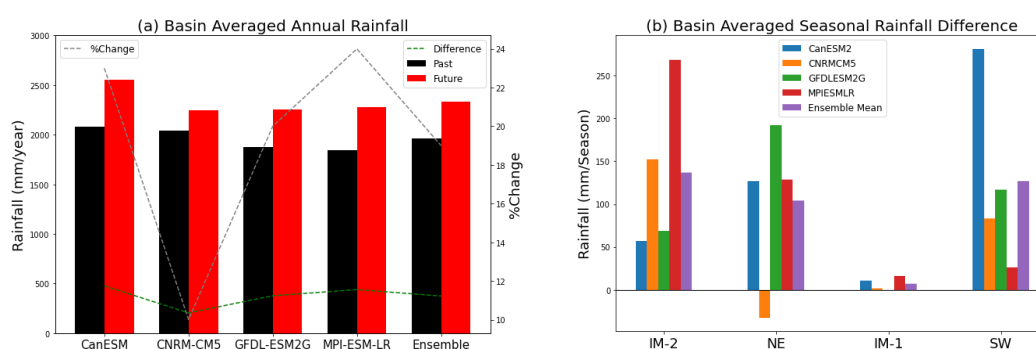 (a) Basin Averaged Annual Rainfall
Rainfall (mm/year)
3000
2500
2000
1500
1000
500
0
%Change
Difference
Past
Future
24
22
20
18
16
14
12
10
%Change
CanESM
CNRM-CM5
GFDL-ESM2G
MPI-ESM-LR
Ensemble
(b) Basin Averaged Seasonal Rainfall Difference
Rainfall (mm/Season)
250
200
150
100
50
0
CanESM2
CNRMCM5
GFDLESM2G
MPIESMLR
Ensemble Mean
IM-2
NE
IM-1
SW